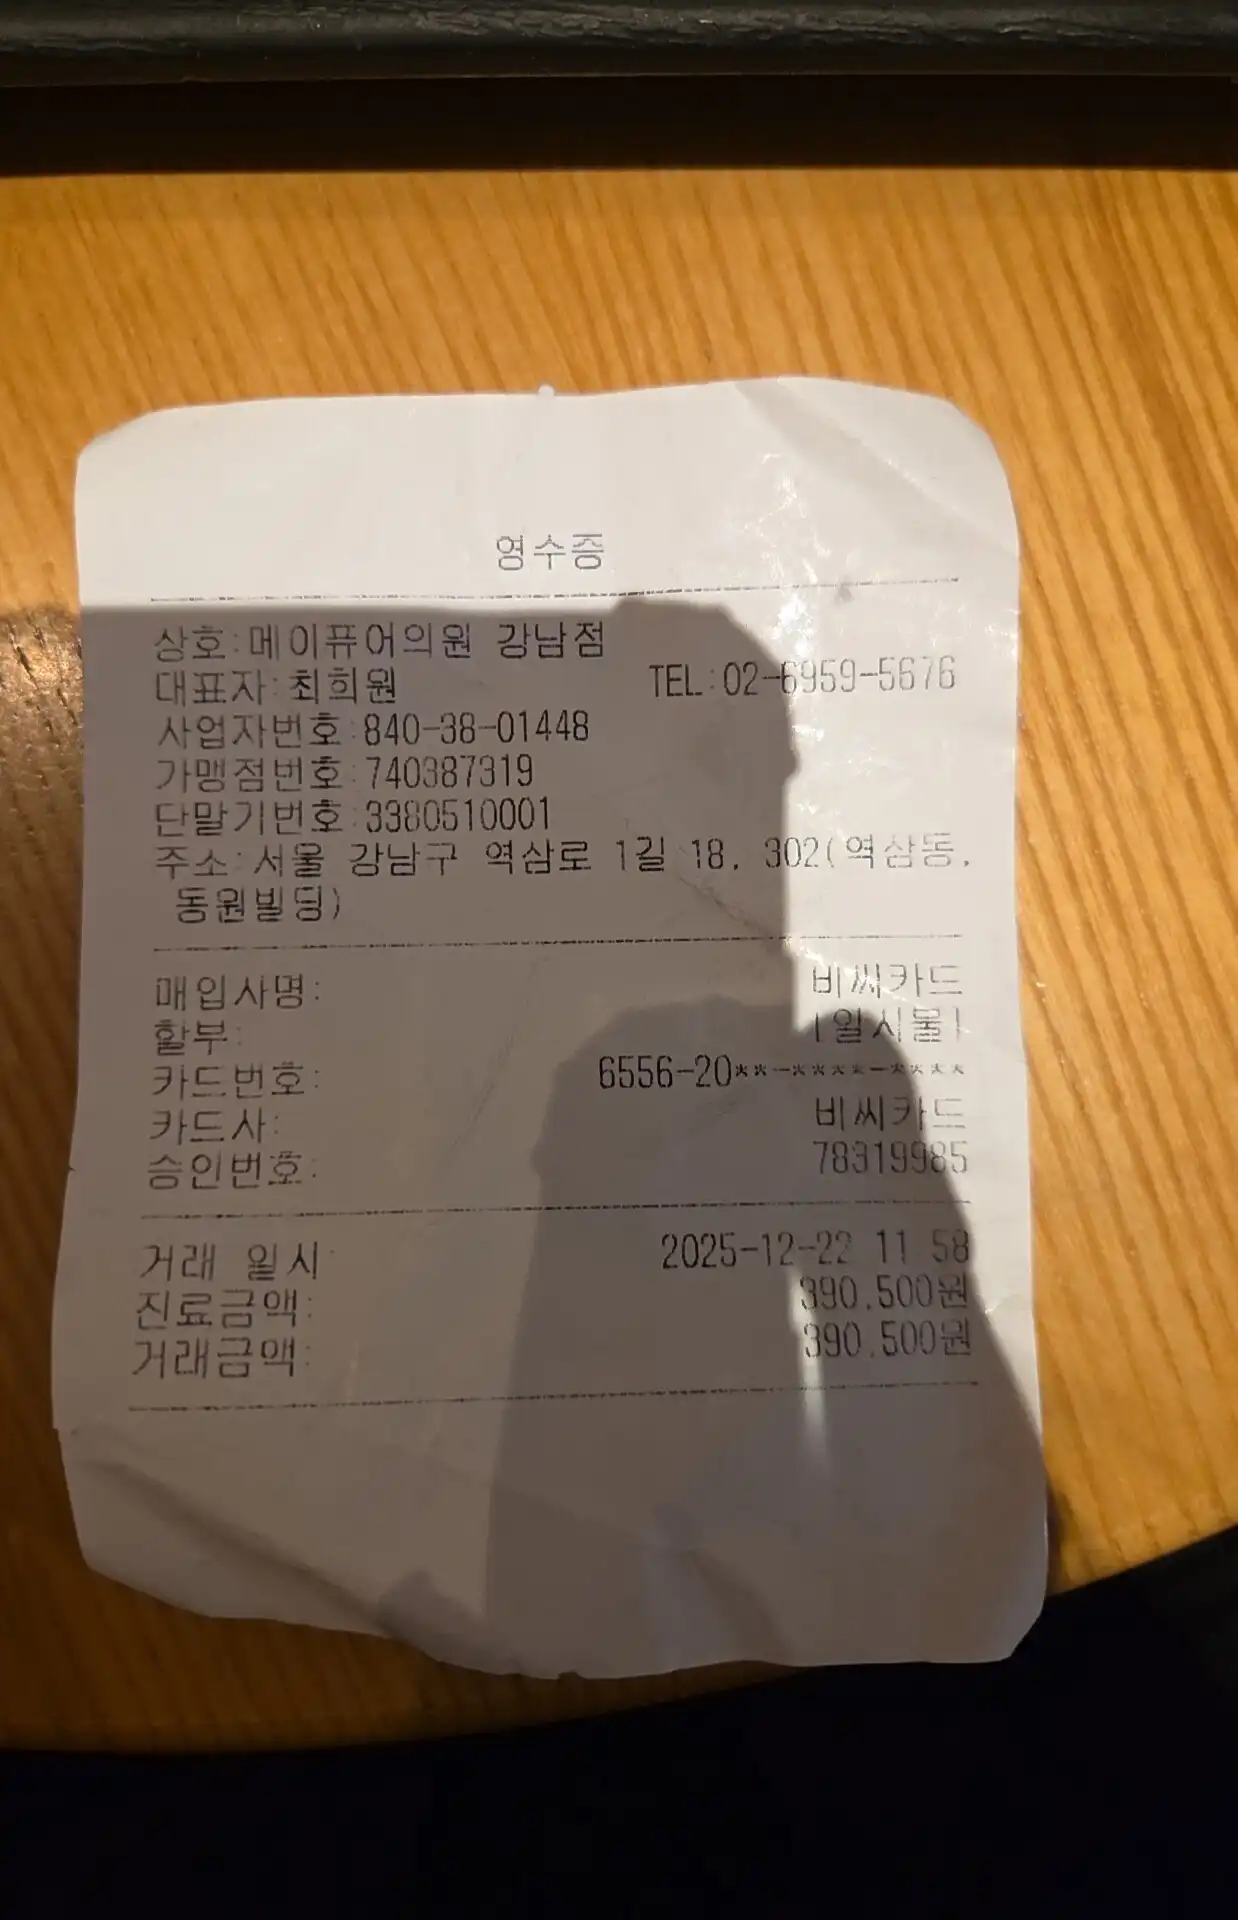 영수증
상호:메이퓨어의원 강남점
대표자:최희원 TEL:02-6959-5676
사업자번호:840-38-01448
가맹점번호:740387319
단말기번호:3380510001
주소:서울 강남구 역삼로 1길 18, 302(역삼동,
동원빌딩)
매입사명: 비씨카드
할부: [일시불]
카드번호: 6556-20**-****-****
카드사: 비씨카드
승인번호: 78319985
거래 일시: 2025-12-22 11:58
진료금액: 390,500원
거래금액: 390,500원